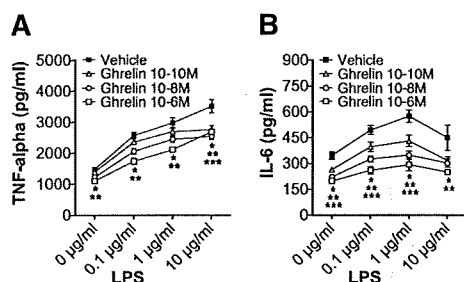 A
B
Vehicle
Ghrelin 10-10M
Ghrelin 10-8M
Ghrelin 10-6M
TNF-alpha (pg/ml)
5000
4000
3000
2000
1000
0
*
**
*
**
*
**
*
**
***
0 µg/ml
0.1 µg/ml
1 µg/ml
10 µg/ml
LPS
Vehicle
Ghrelin 10-10M
Ghrelin 10-8M
Ghrelin 10-6M
IL-6 (pg/ml)
900
750
600
450
300
150
0
*
**
***
*
**
***
*
**
***
*
**
0 µg/ml
0.1 µg/ml
1 µg/ml
10 µg/ml
LPS